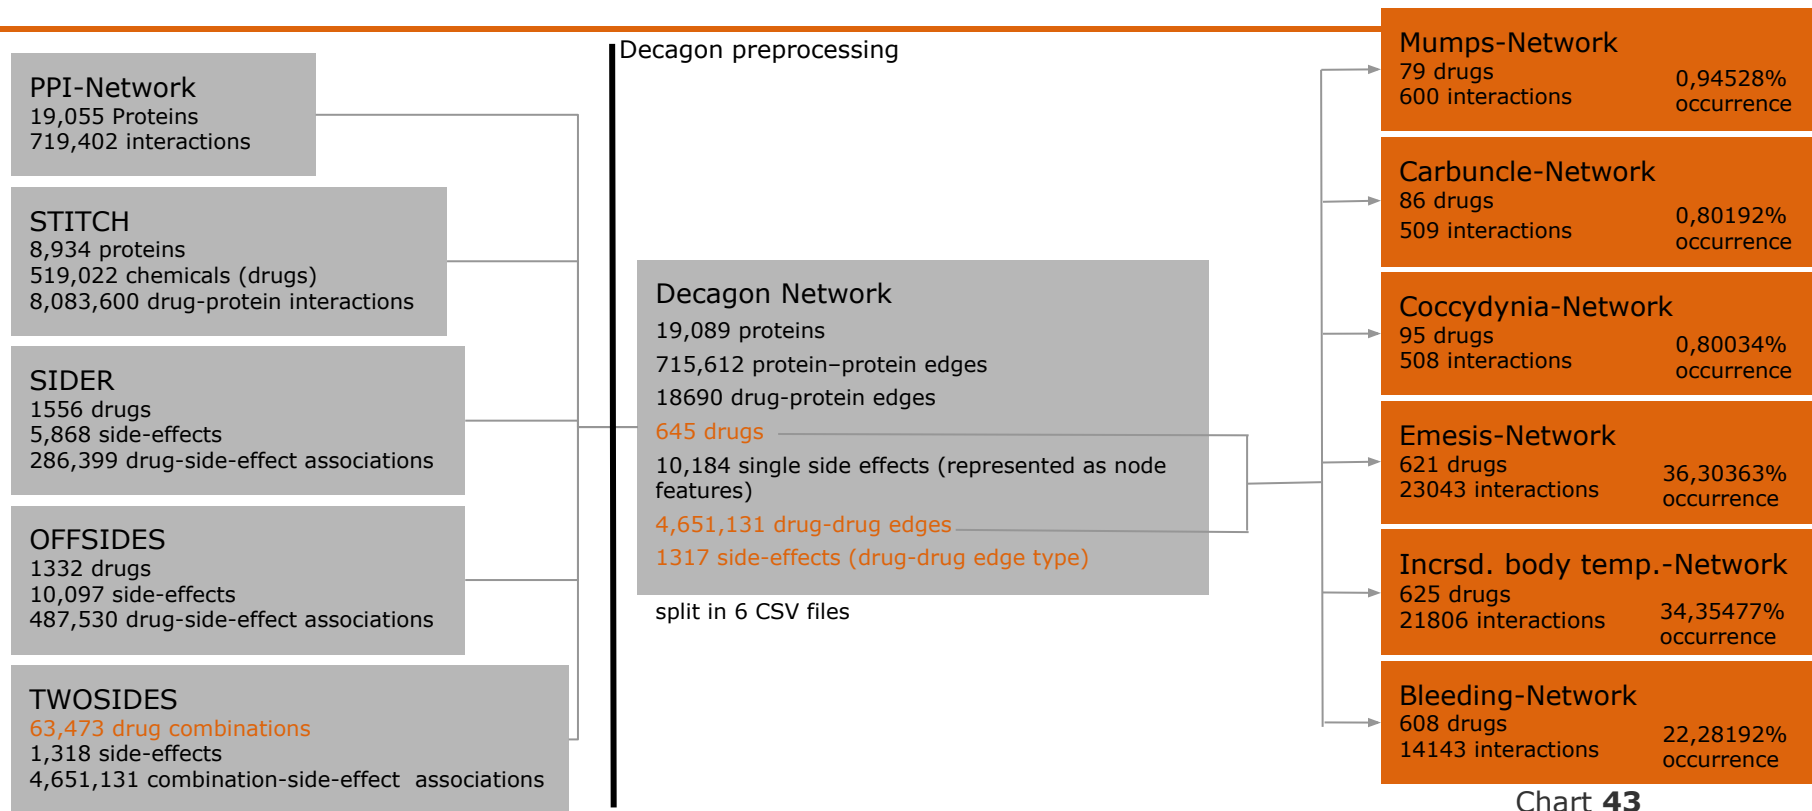 Decagon preprocessing
PPI-Network
19,055 Proteins
719,402 interactions
STITCH
8,934 proteins
519,022 chemicals (drugs)
8,083,600 drug-protein interactions
SIDER
1556 drugs
5,868 side-effects
286,399 drug-side-effect associations
OFFSIDES
1332 drugs
10,097 side-effects
487,530 drug-side-effect associations
TWOSIDES
63,473 drug combinations
1,318 side-effects
4,651,131 combination-side-effect  associations
Decagon Network
19,089 proteins
715,612 protein–protein edges
18690 drug-protein edges
645 drugs
10,184 single side effects (represented as node
features)
4,651,131 drug-drug edges
1317 side-effects (drug-drug edge type)
split in 6 CSV files
Mumps-Network
79 drugs
600 interactions
0,94528%
occurrence
Carbuncle-Network
86 drugs
509 interactions
0,80192%
occurrence
Coccydynia-Network
95 drugs
508 interactions
0,80034%
occurrence
Emesis-Network
621 drugs
23043 interactions
36,30363%
occurrence
Incrsd. body temp.-Network
625 drugs
21806 interactions
34,35477%
occurrence
Bleeding-Network
608 drugs
14143 interactions
22,28192%
occurrence
Chart 43